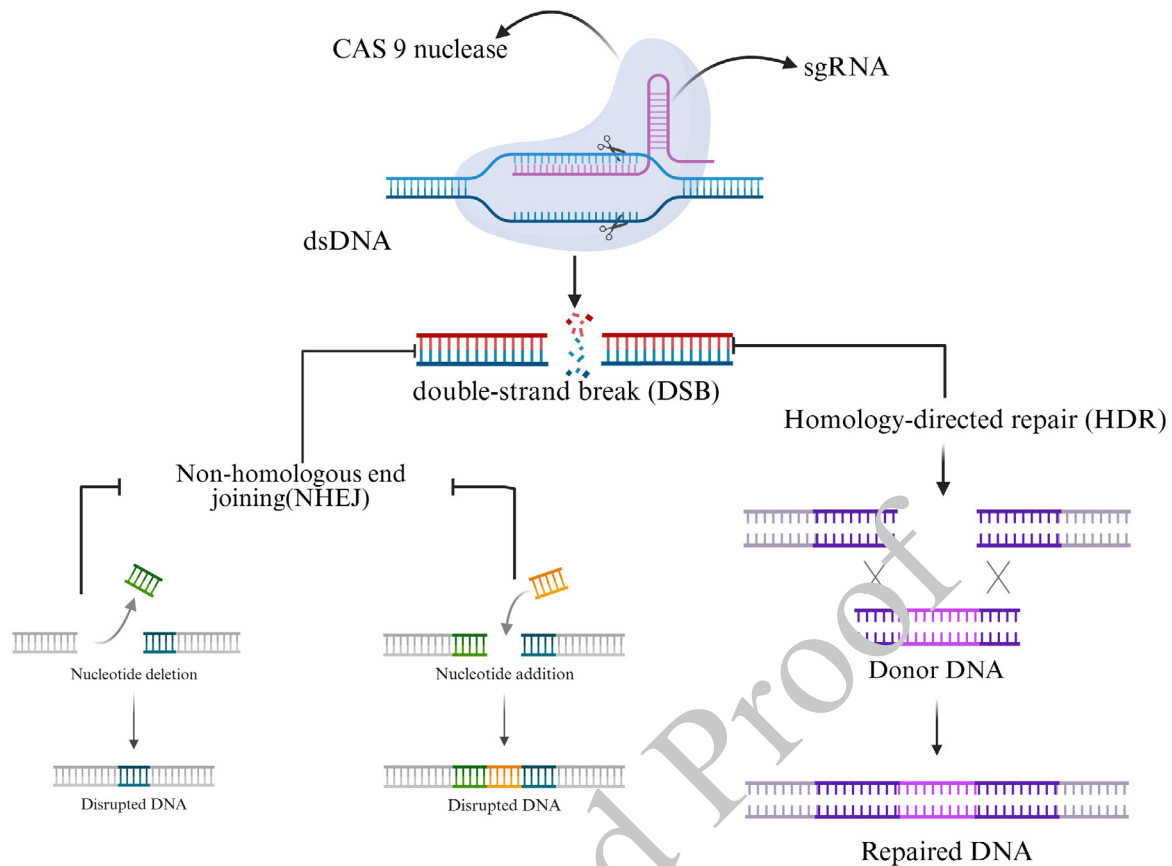 CAS 9 nuclease
sgRNA
dsDNA
double-strand break (DSB)
Homology-directed repair (HDR)
Non-homologous end
joining(NHEJ)
Nucleotide deletion
Nucleotide addition
Donor DNA
Disrupted DNA
Disrupted DNA
Repaired DNA
d Proof